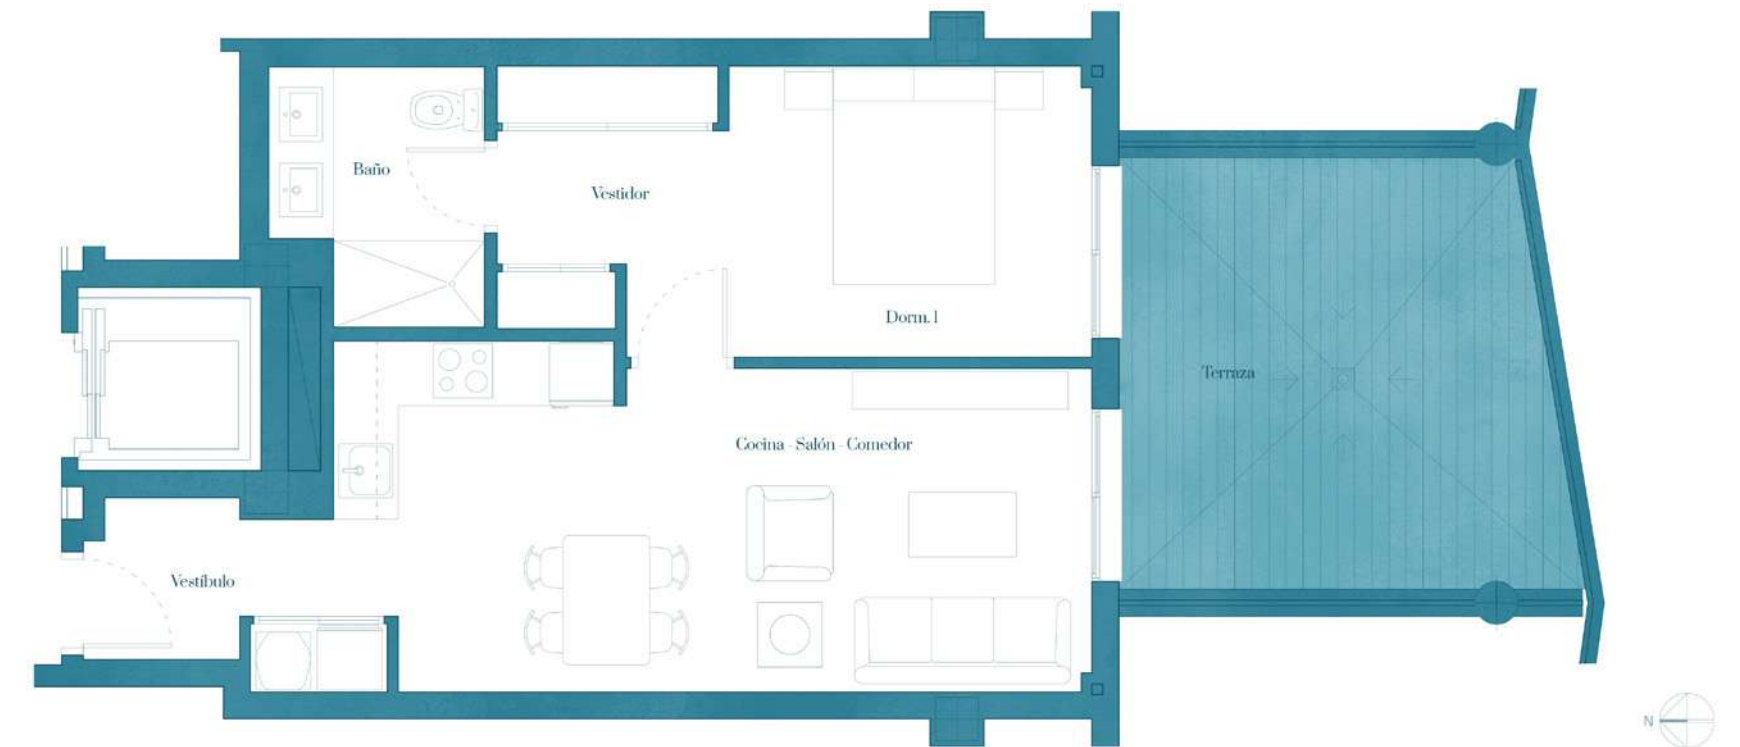 Baño
Vestidor
Dorm. 1
Terraza
Cocina - Salón - Comedor
Vestíbulo
N